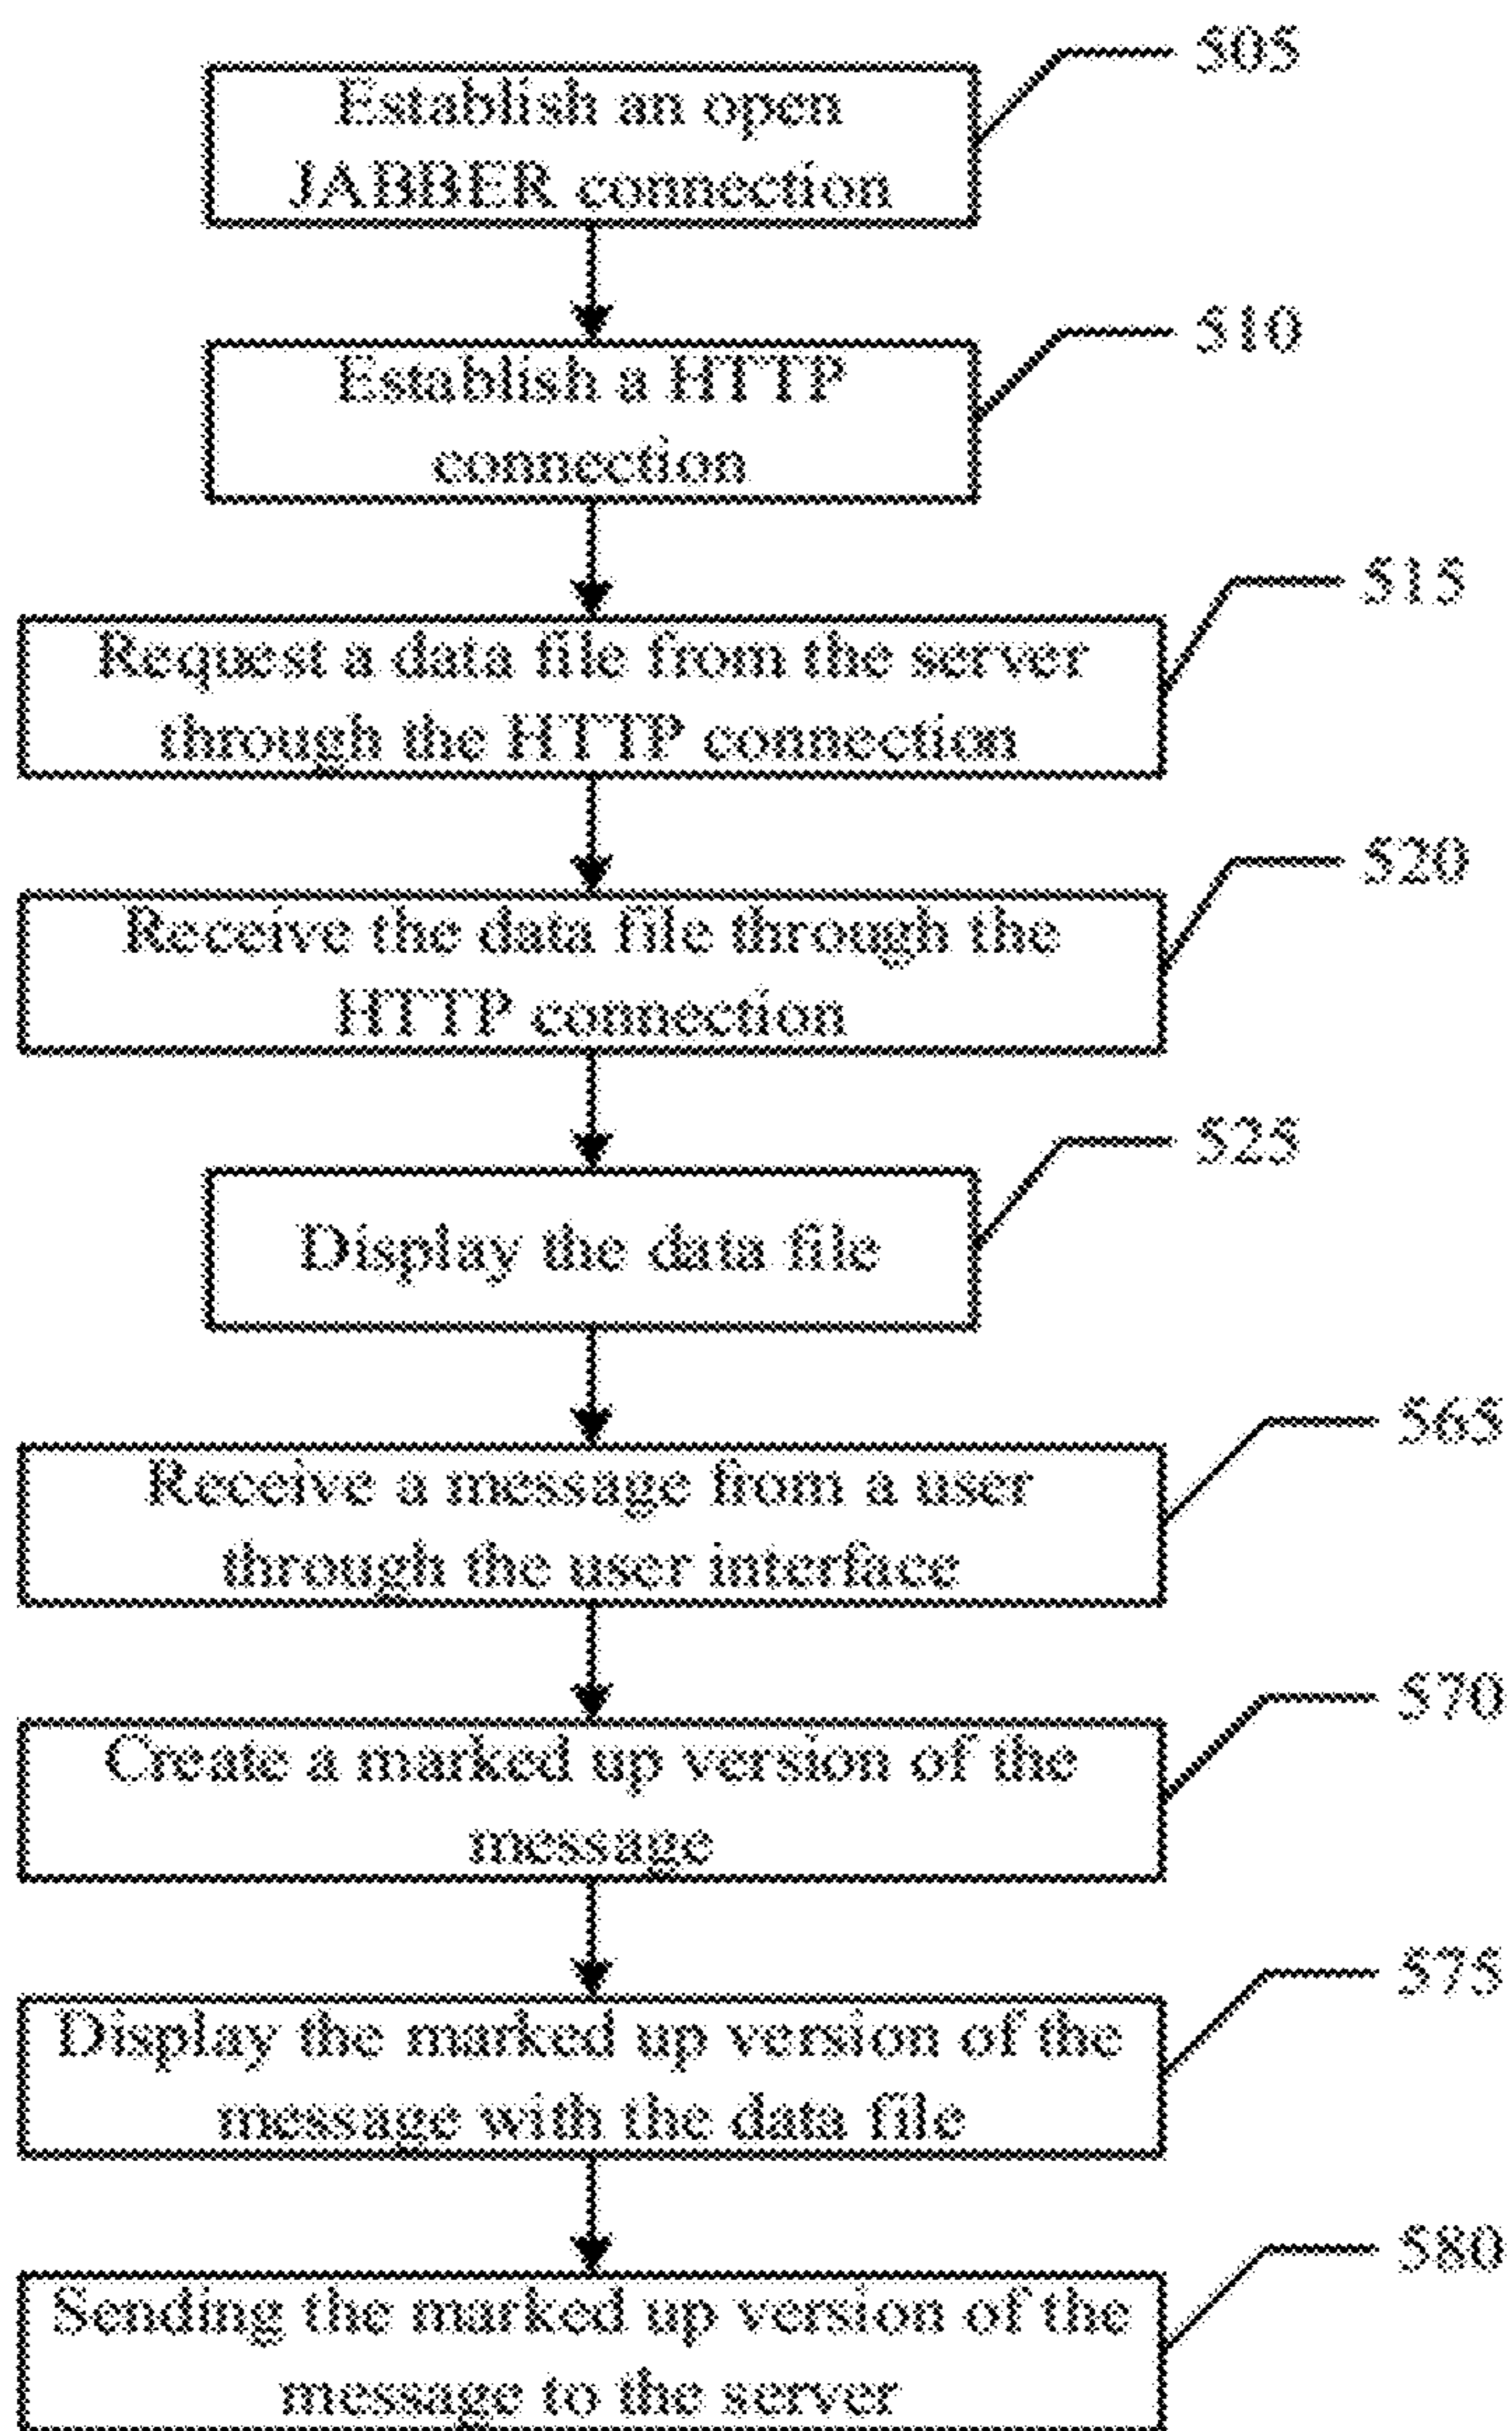 505
Establish an open
JABBER connection
510
Establish a HTTP
connection
515
Request a data file from the server
through the HTTP connection
520
Receive the data file through the
HTTP connection
525
Display the data file
565
Receive a message from a user
through the user interface
570
Create a marked up version of the
message
575
Display the marked up version of the
message with the data file
580
Sending the marked up version of the
message to the server